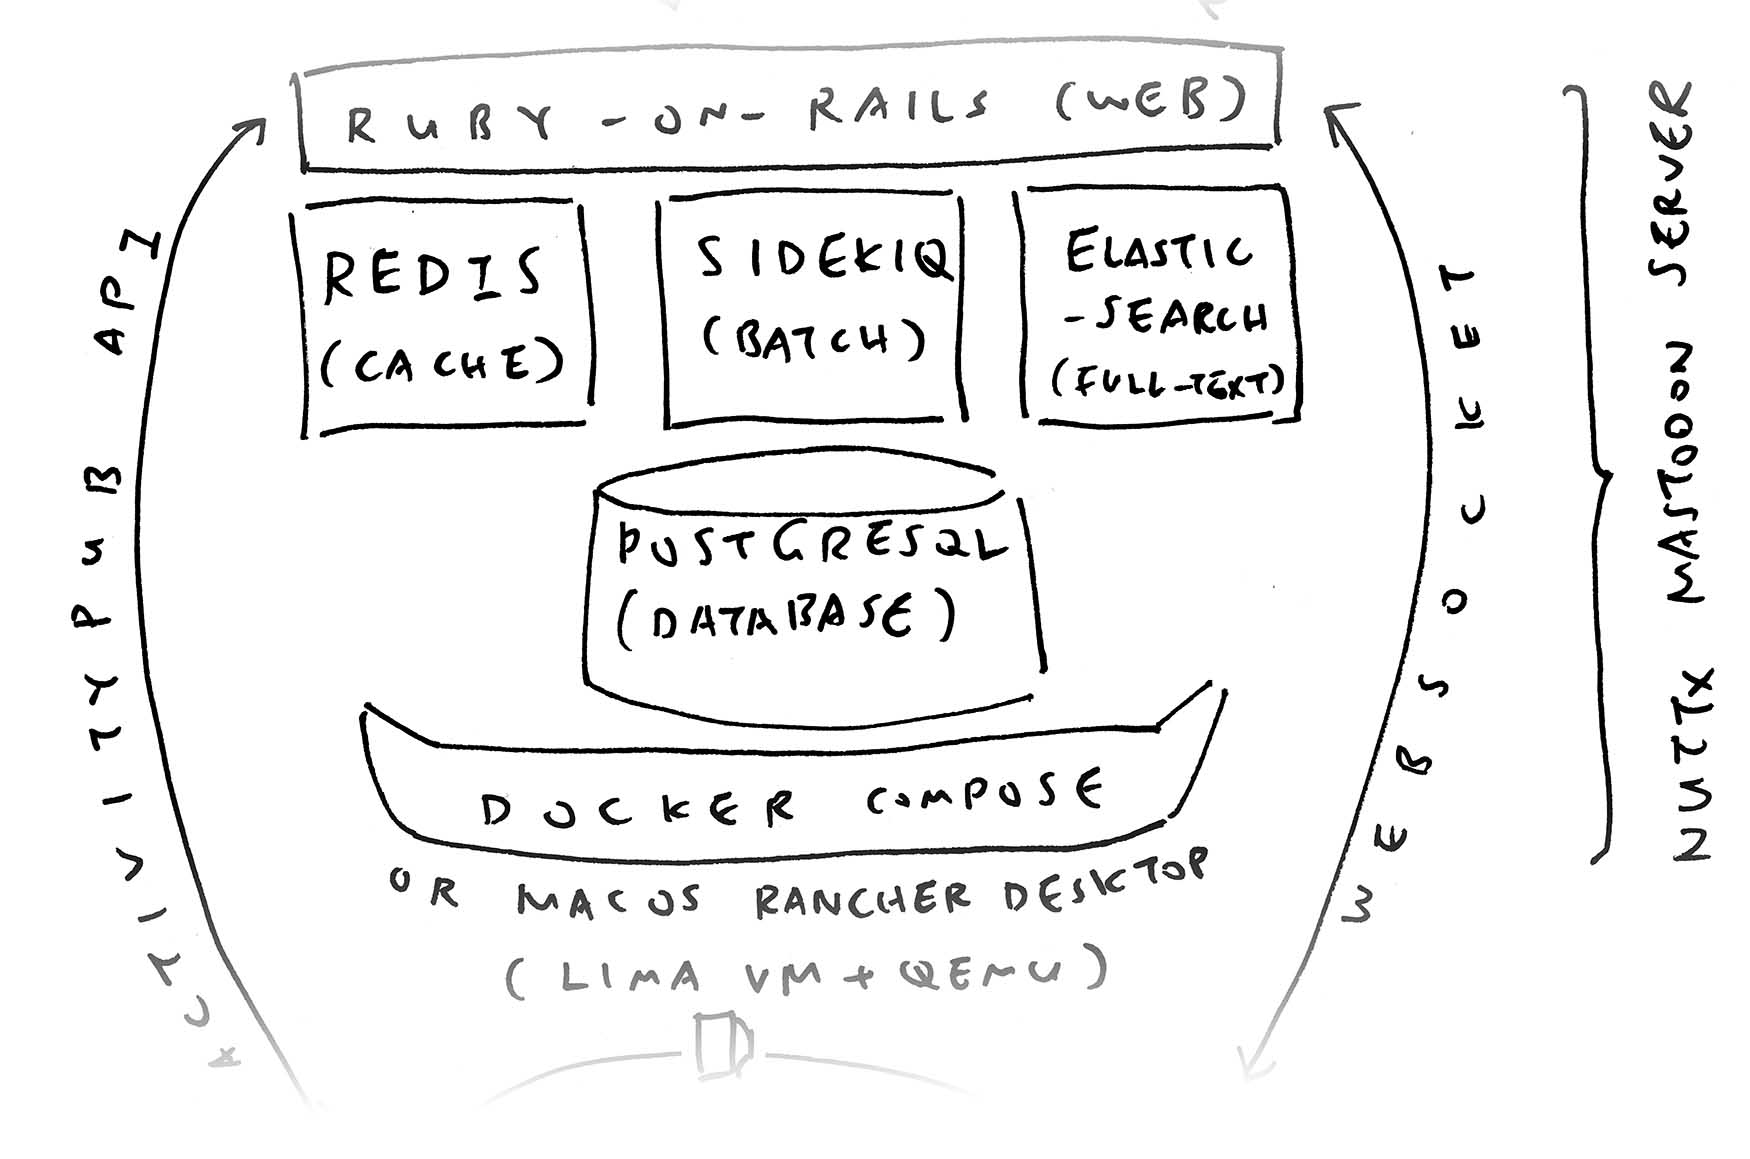 RUBY-ON-RAILS (WEB)
REDIS
(CACHE)
SIDEKIQ
(BATCH)
ELASTIC
-SEARCH
(FULL-TEXT)
POSTGRESQL
(DATABASE)
DOCKER COMPOSE
OR MACOS RANCHER DESKTOP
(LIMA VM + QEMU)
ACTIVITYPUB API
WEBSOCKET
NUTTX MASTODON SERVER